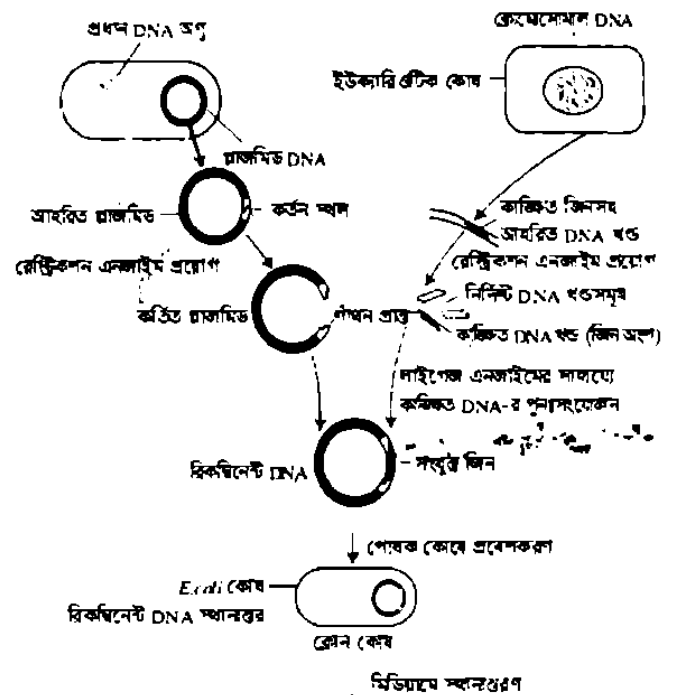 প্রধান DNA অণু
ক্রোমোসোমাল DNA
ইউক্যারিওটিক কোষ
প্লাজমিড DNA
আহরিত প্লাজমিড
কর্তন স্থল
কাঙ্ক্ষিত জিনসহ
আহরিত DNA খণ্ড
রেস্ট্রিকশন এনজাইম প্রয়োগ
রেস্ট্রিকশন এনজাইম প্রয়োগ
নির্দিষ্ট DNA খণ্ডসমূহ
কর্তিত প্লাজমিড
প্রান্ত
কাঙ্ক্ষিত DNA খণ্ড (জিন অংশ)
লাইগেজ এনজাইমের সাহায্যে
কাঙ্ক্ষিত DNA-র পুনঃসংযোজন
রিকম্বিনেন্ট DNA
সংযুক্ত জিন
পোষক কোষে প্রবেশকরণ
E.coli কোষ
রিকম্বিনেন্ট DNA স্থানান্তর
ক্লোন কোষ
মিডিয়ামে স্থানান্তরণ